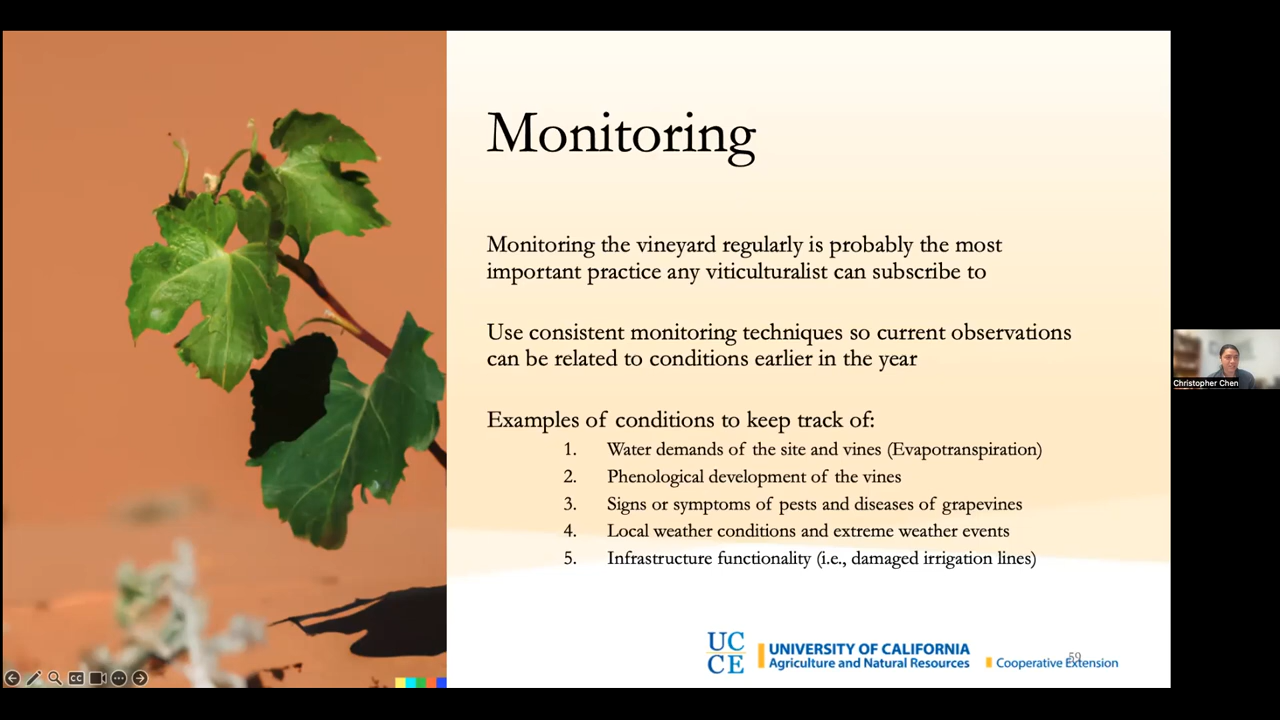 Monitoring
Monitoring the vineyard regularly is probably the most
important practice any viticulturalist can subscribe to
Use consistent monitoring techniques so current observations
can be related to conditions earlier in the year
Examples of conditions to keep track of:
1. Water demands of the site and vines (Evapotranspiration)
2. Phenological development of the vines
3. Signs or symptoms of pests and diseases of grapevines
4. Local weather conditions and extreme weather events
5. Infrastructure functionality (i.e., damaged irrigation lines)
UC
CE
UNIVERSITY OF CALIFORNIA
Agriculture and Natural Resources
Cooperative Extension
59
Christopher Chen
CC